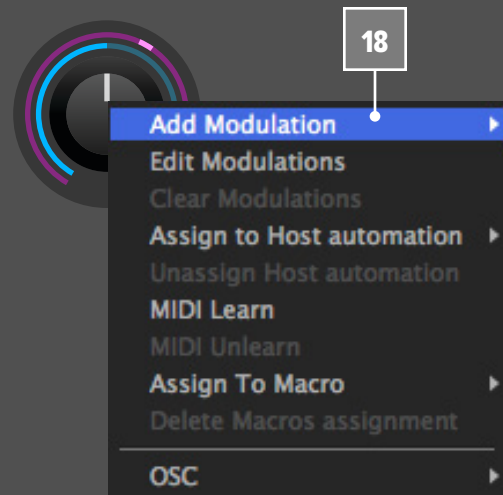 18
Add Modulation
Edit Modulations
Clear Modulations
Assign to Host automation
Unassign Host automation
MIDI Learn
MIDI Unlearn
Assign To Macro
Delete Macros assignment
OSC